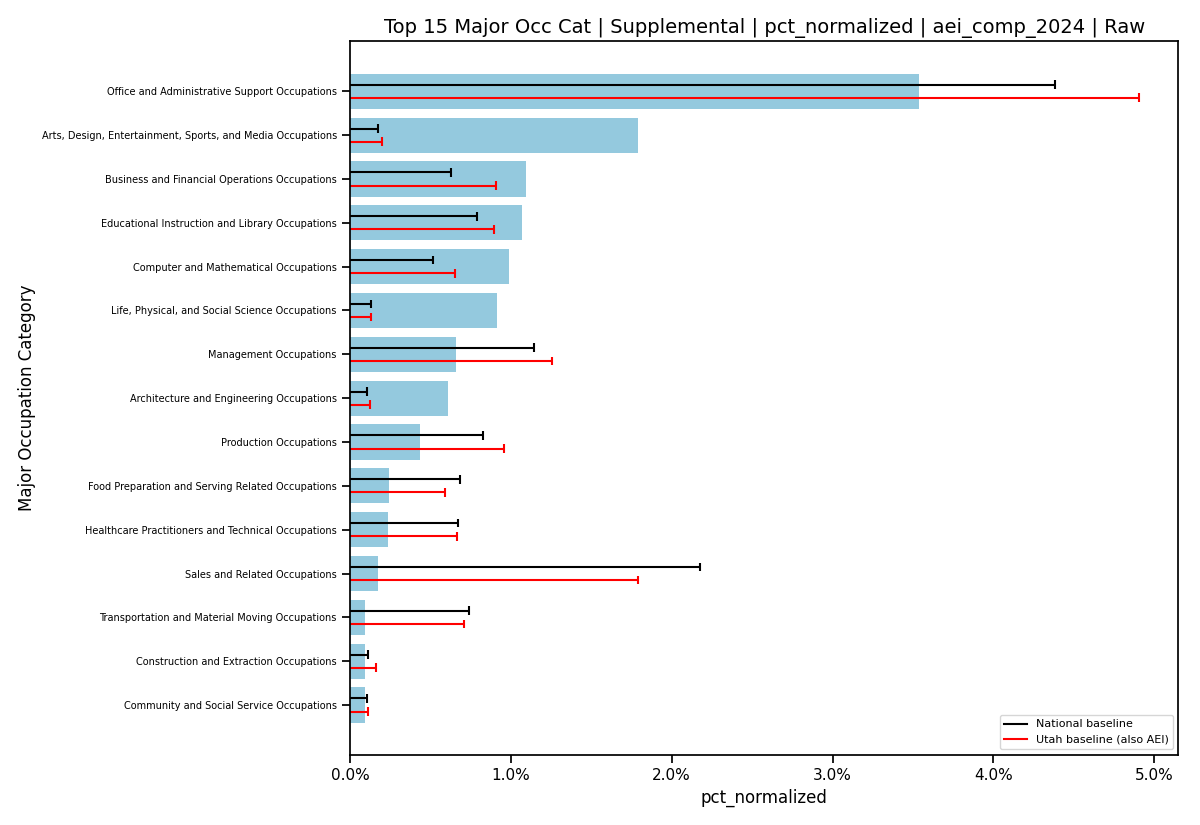 Top 15 Major Occ Cat | Supplemental | pct_normalized | aei_comp_2024 | Raw
Major Occupation Category
Office and Administrative Support Occupations
Arts, Design, Entertainment, Sports, and Media Occupations
Business and Financial Operations Occupations
Educational Instruction and Library Occupations
Computer and Mathematical Occupations
Life, Physical, and Social Science Occupations
Management Occupations
Architecture and Engineering Occupations
Production Occupations
Food Preparation and Serving Related Occupations
Healthcare Practitioners and Technical Occupations
Sales and Related Occupations
Transportation and Material Moving Occupations
Construction and Extraction Occupations
Community and Social Service Occupations
National baseline
Utah baseline (also AEI)
0.0% 1.0% 2.0% 3.0% 4.0% 5.0%
pct_normalized